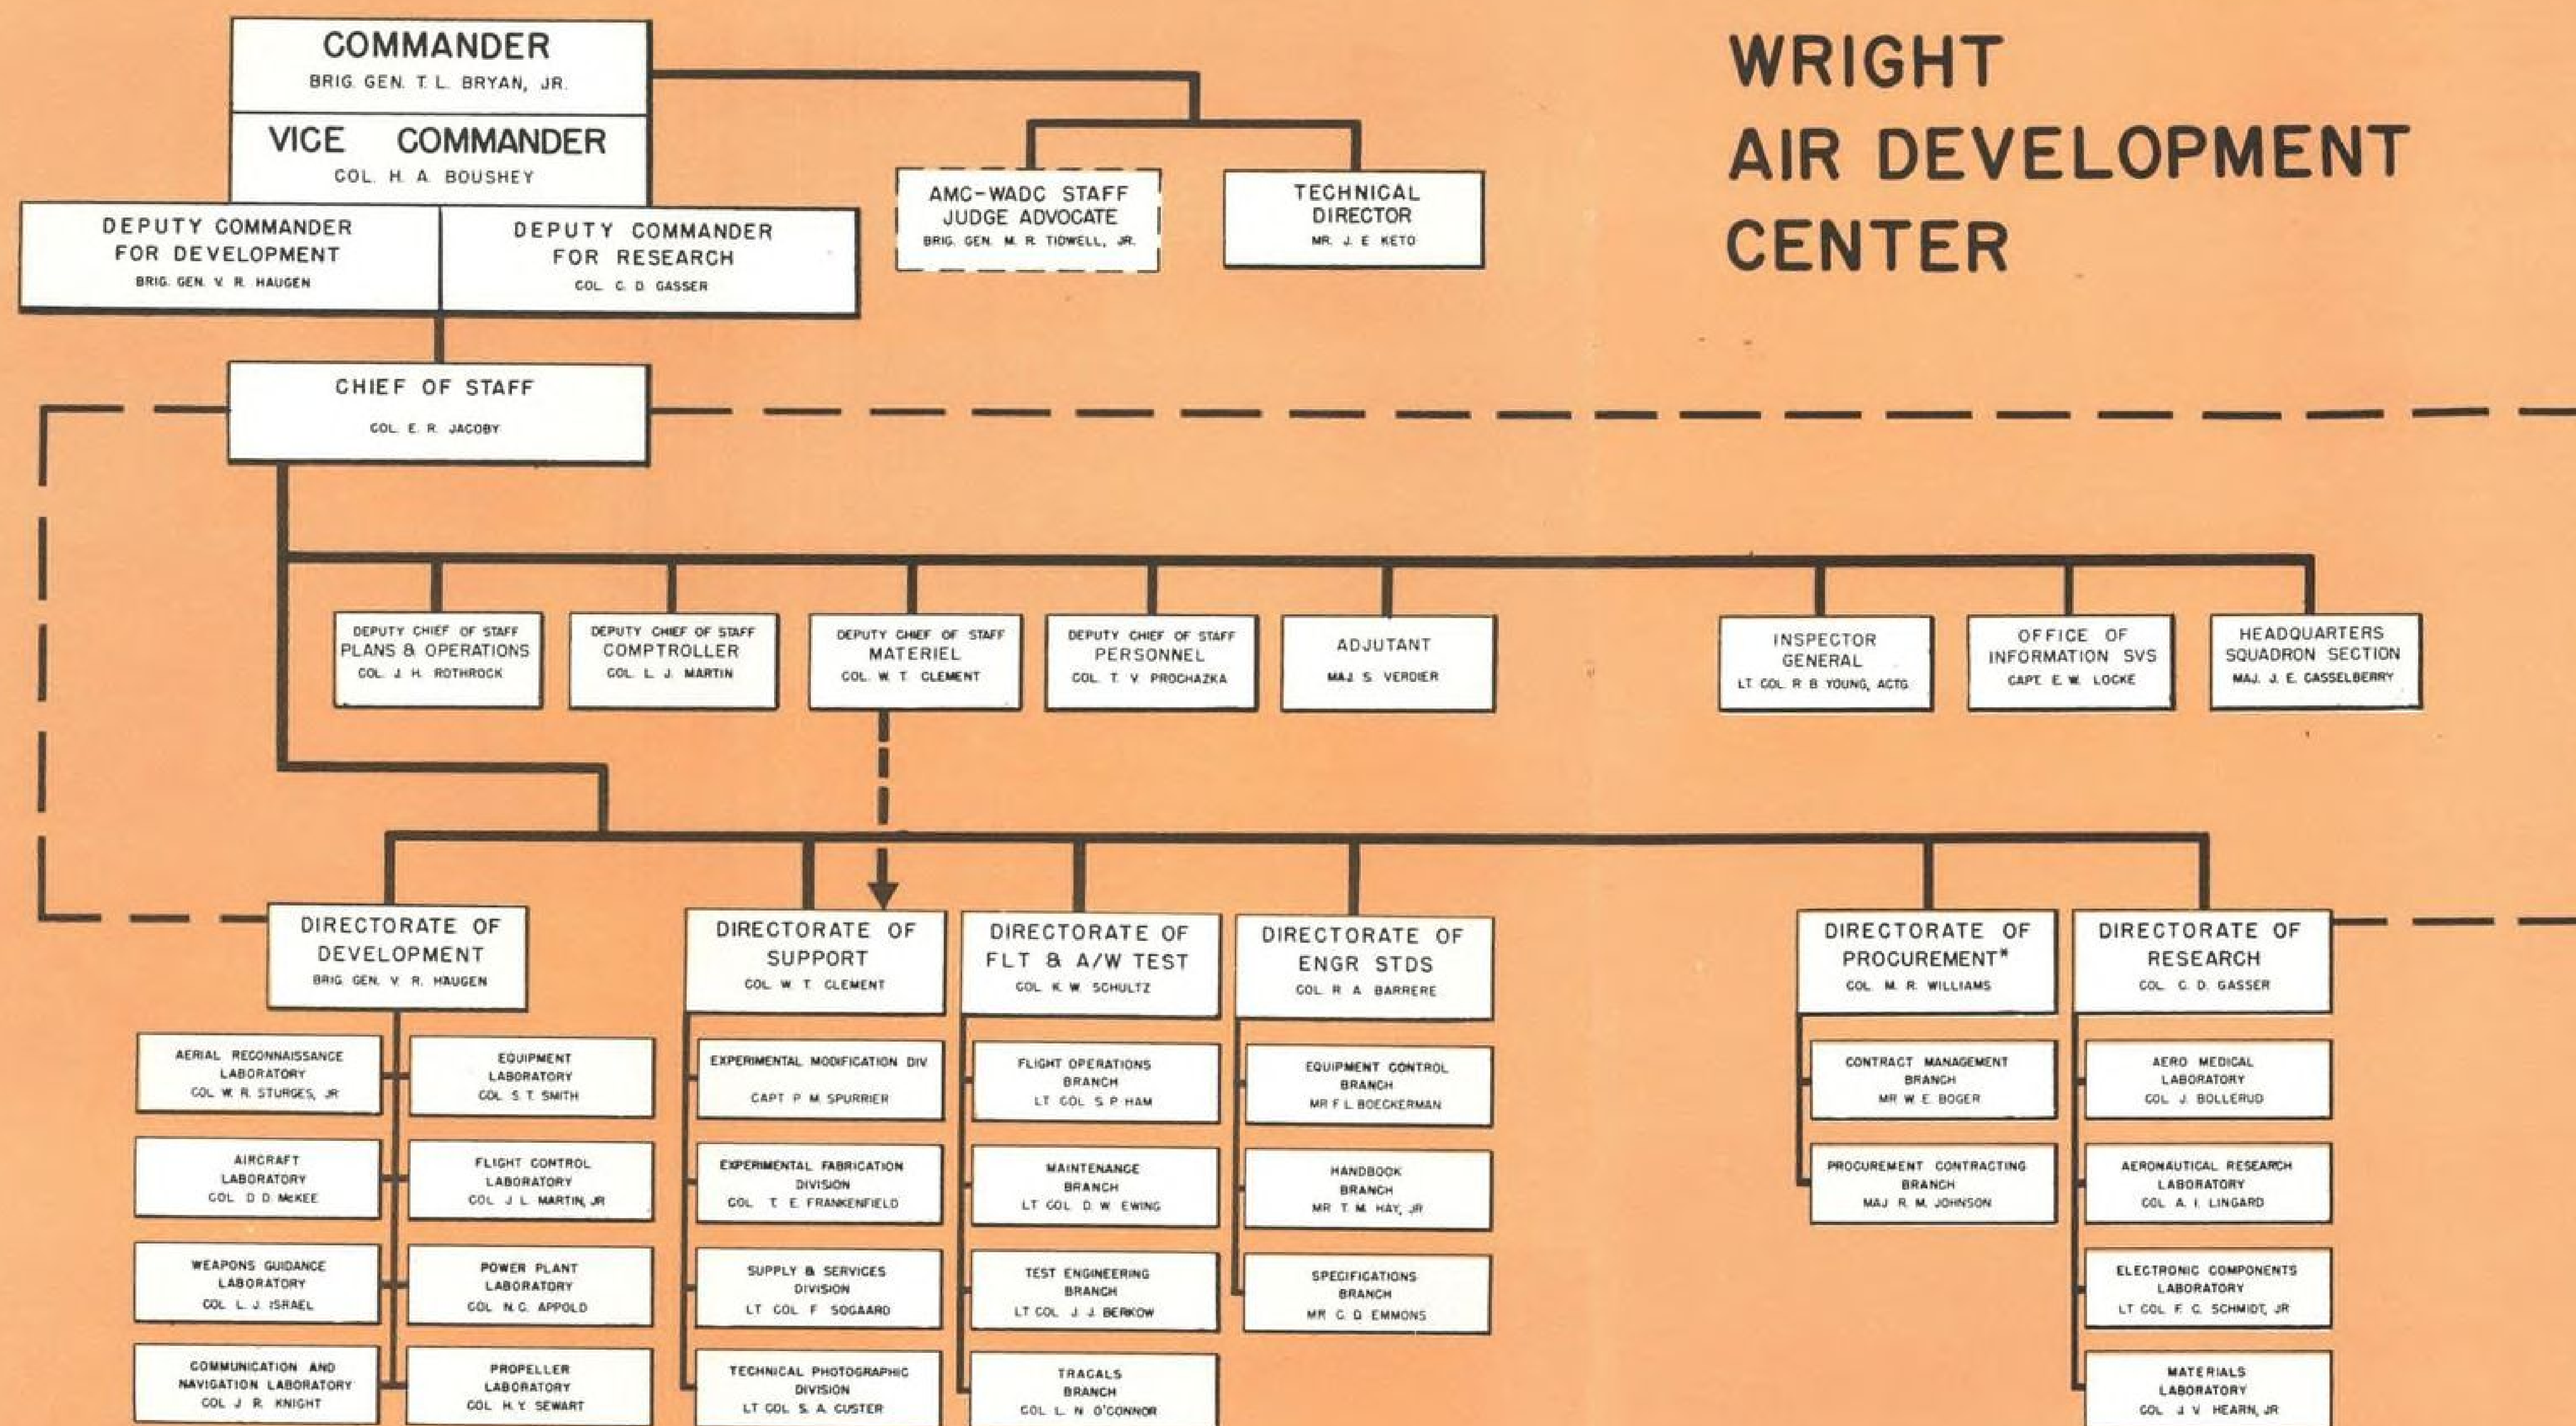 WRIGHT
AIR DEVELOPMENT
CENTER
COMMANDER
BRIG. GEN. T. L. BRYAN, JR.
VICE COMMANDER
COL. H. A. BOUSHEY
DEPUTY COMMANDER
FOR DEVELOPMENT
BRIG. GEN. V. R. HAUGEN
DEPUTY COMMANDER
FOR RESEARCH
COL. C. D. GASSER
AMC-WADC STAFF
JUDGE ADVOCATE
BRIG. GEN. M. R. TIDWELL, JR.
TECHNICAL
DIRECTOR
MR. J. E. KETO
CHIEF OF STAFF
COL. E. R. JACOBY
DEPUTY CHIEF OF STAFF
PLANS & OPERATIONS
COL. J. H. ROTHROCK
DEPUTY CHIEF OF STAFF
COMPTROLLER
COL. L. J. MARTIN
DEPUTY CHIEF OF STAFF
MATERIEL
COL. W. T. CLEMENT
DEPUTY CHIEF OF STAFF
PERSONNEL
COL. T. V. PROCHAZKA
ADJUTANT
MAJ. S. VERDIER
INSPECTOR
GENERAL
LT. COL. R. B. YOUNG, ACTG.
OFFICE OF
INFORMATION SVS
CAPT. E. W. LOCKE
HEADQUARTERS
SQUADRON SECTION
MAJ. J. E. CASSELBERRY
DIRECTORATE OF
DEVELOPMENT
BRIG. GEN. V. R. HAUGEN
AERIAL RECONNAISSANCE
LABORATORY
COL. W. R. STURGES, JR
EQUIPMENT
LABORATORY
COL. S. T. SMITH
AIRCRAFT
LABORATORY
COL D. D. McKEE
FLIGHT CONTROL
LABORATORY
COL J. L. MARTIN, JR
WEAPONS GUIDANCE
LABORATORY
COL. L. J. ISRAEL
POWER PLANT
LABORATORY
COL N.C. APPOLD
COMMUNICATION AND
NAVIGATION LABORATORY
COL J. R. KNIGHT
PROPELLER
LABORATORY
COL H.Y. SEWART
DIRECTORATE OF
SUPPORT
COL. W. T. CLEMENT
EXPERIMENTAL MODIFICATION DIV.
CAPT P. M. SPURRIER
EXPERIMENTAL FABRICATION
DIVISION
COL T. E. FRANKENFIELD
SUPPLY & SERVICES
DIVISION
LT COL F SOGAARD
TECHNICAL PHOTOGRAPHIC
DIVISION
LT COL S. A. CUSTER
DIRECTORATE OF
FLT & A/W TEST
COL K. W. SCHULTZ
FLIGHT OPERATIONS
BRANCH
LT COL S. P. HAM
MAINTENANCE
BRANCH
LT COL D. W. EWING
TEST ENGINEERING
BRANCH
LT COL J. J. BERKOW
TRACALS
BRANCH
COL L. N. O'CONNOR
DIRECTORATE OF
ENGR STDS
COL R. A. BARRERE
EQUIPMENT CONTROL
BRANCH
MR F. L. BOECKERMAN
HANDBOOK
BRANCH
MR T. M. HAY, JR
SPECIFICATIONS
BRANCH
MR C. D. EMMONS
DIRECTORATE OF
PROCUREMENT*
COL M. R. WILLIAMS
CONTRACT MANAGEMENT
BRANCH
MR W. E. BOGER
PROCUREMENT CONTRACTING
BRANCH
MAJ R. M. JOHNSON
DIRECTORATE OF
RESEARCH
COL C. D. GASSER
AERO MEDICAL
LABORATORY
COL J. BOLLERUD
AERONAUTICAL RESEARCH
LABORATORY
COL A. I. LINGARD
ELECTRONIC COMPONENTS
LABORATORY
LT COL F. C. SCHMIDT, JR
MATERIALS
LABORATORY
COL J. V. HEARN, JR